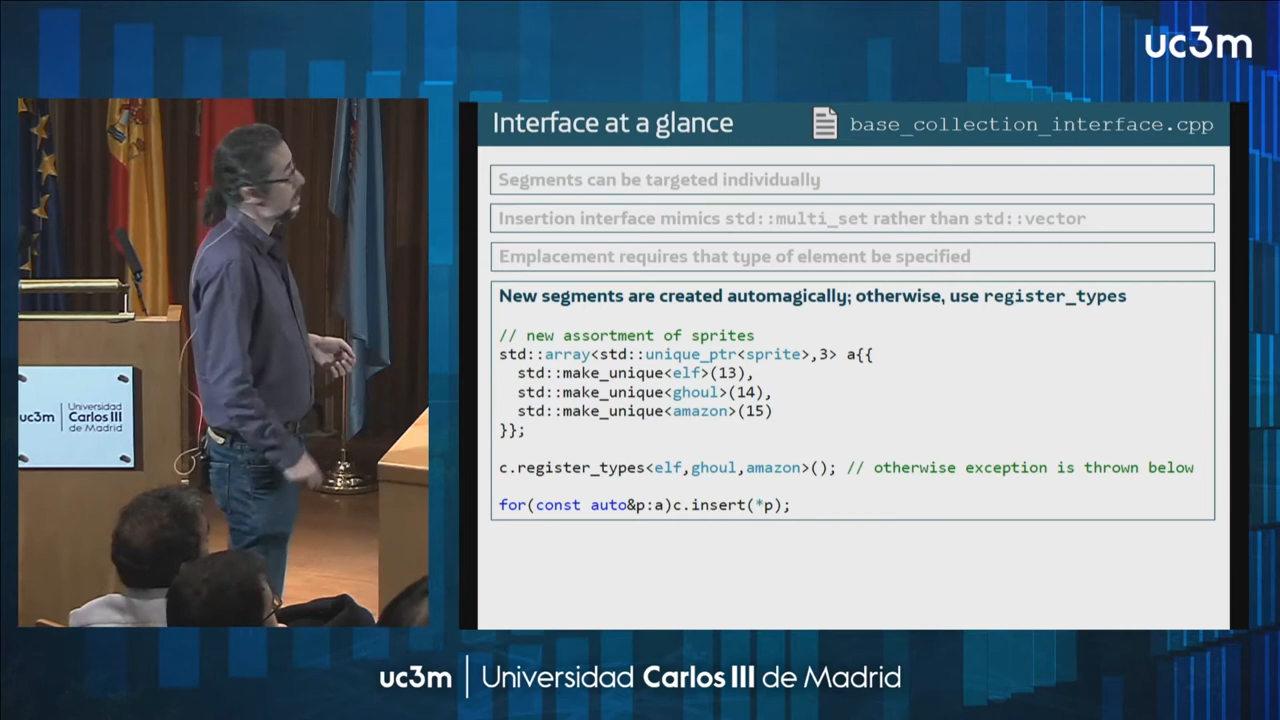 uc3m
Interface at a glance
base_collection_interface.cpp
Segments can be targeted individually
Insertion interface mimics std::multi_set rather than std::vector
Emplacement requires that type of element be specified
New segments are created automagically; otherwise, use register_types
// new assortment of sprites
std::array<std::unique_ptr<sprite>,3> a{{
std::make_unique<elf>(13),
std::make_unique<ghoul>(14),
std::make_unique<amazon>(15)
}};
c.register_types<elf,ghoul,amazon>(); // otherwise exception is thrown below
for(const auto&p:a)c.insert(*p);
uc3m
Universidad
Carlos III
de Madrid
uc3m | Universidad Carlos III de Madrid